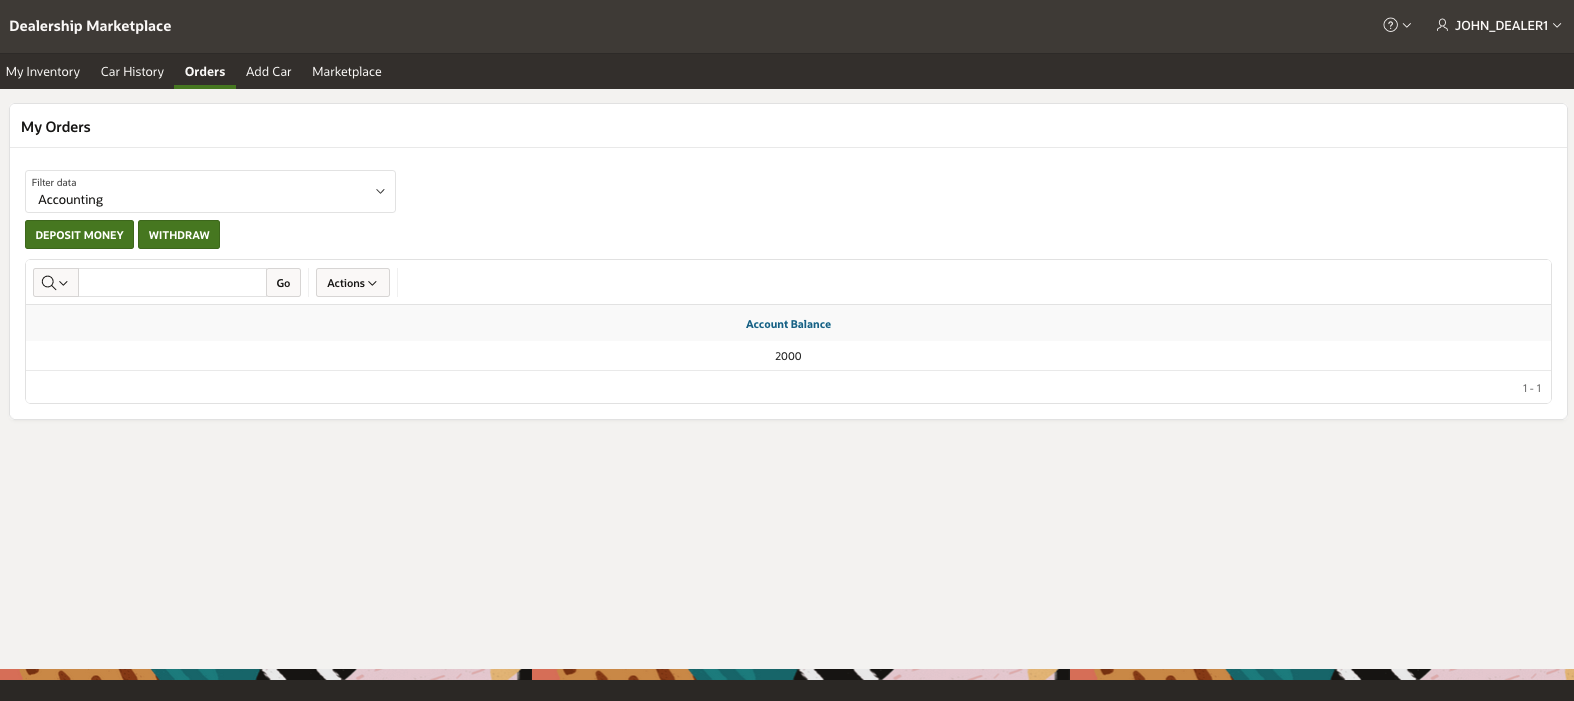 Dealership Marketplace
JOHN_DEALER1
My Inventory Car History Orders Add Car Marketplace
My Orders
Filter data
Accounting
DEPOSIT MONEY WITHDRAW
Go Actions
Account Balance
2000
1 - 1